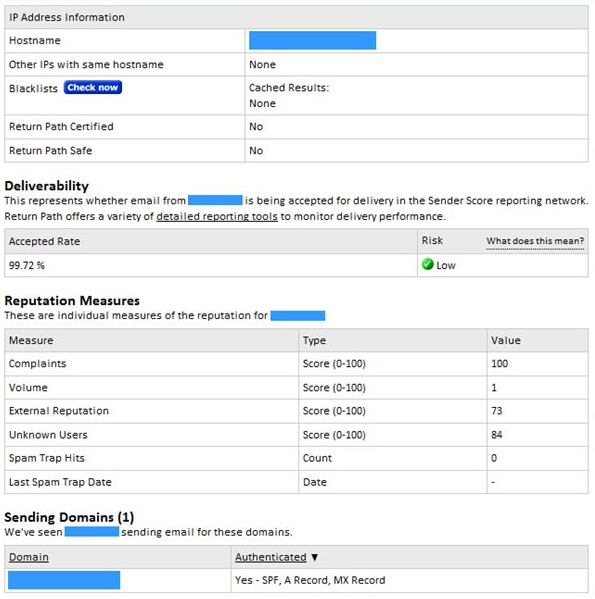 IP Address Information
Hostname
Other IPs with same hostname None
Blacklists Check now Cached Results:
None
Return Path Certified No
Return Path Safe No
Deliverability
This represents whether email from is being accepted for delivery in the Sender Score reporting network.
Return Path offers a variety of detailed reporting tools to monitor delivery performance.
Accepted Rate Risk What does this mean?
99.72 % Low
Reputation Measures
These are individual measures of the reputation for
Measure Type Value
Complaints Score (0-100) 100
Volume Score (0-100) 1
External Reputation Score (0-100) 73
Unknown Users Score (0-100) 84
Spam Trap Hits Count 0
Last Spam Trap Date Date -
Sending Domains (1)
We've seen sending email for these domains.
Domain Authenticated ▼
Yes - SPF, A Record, MX Record